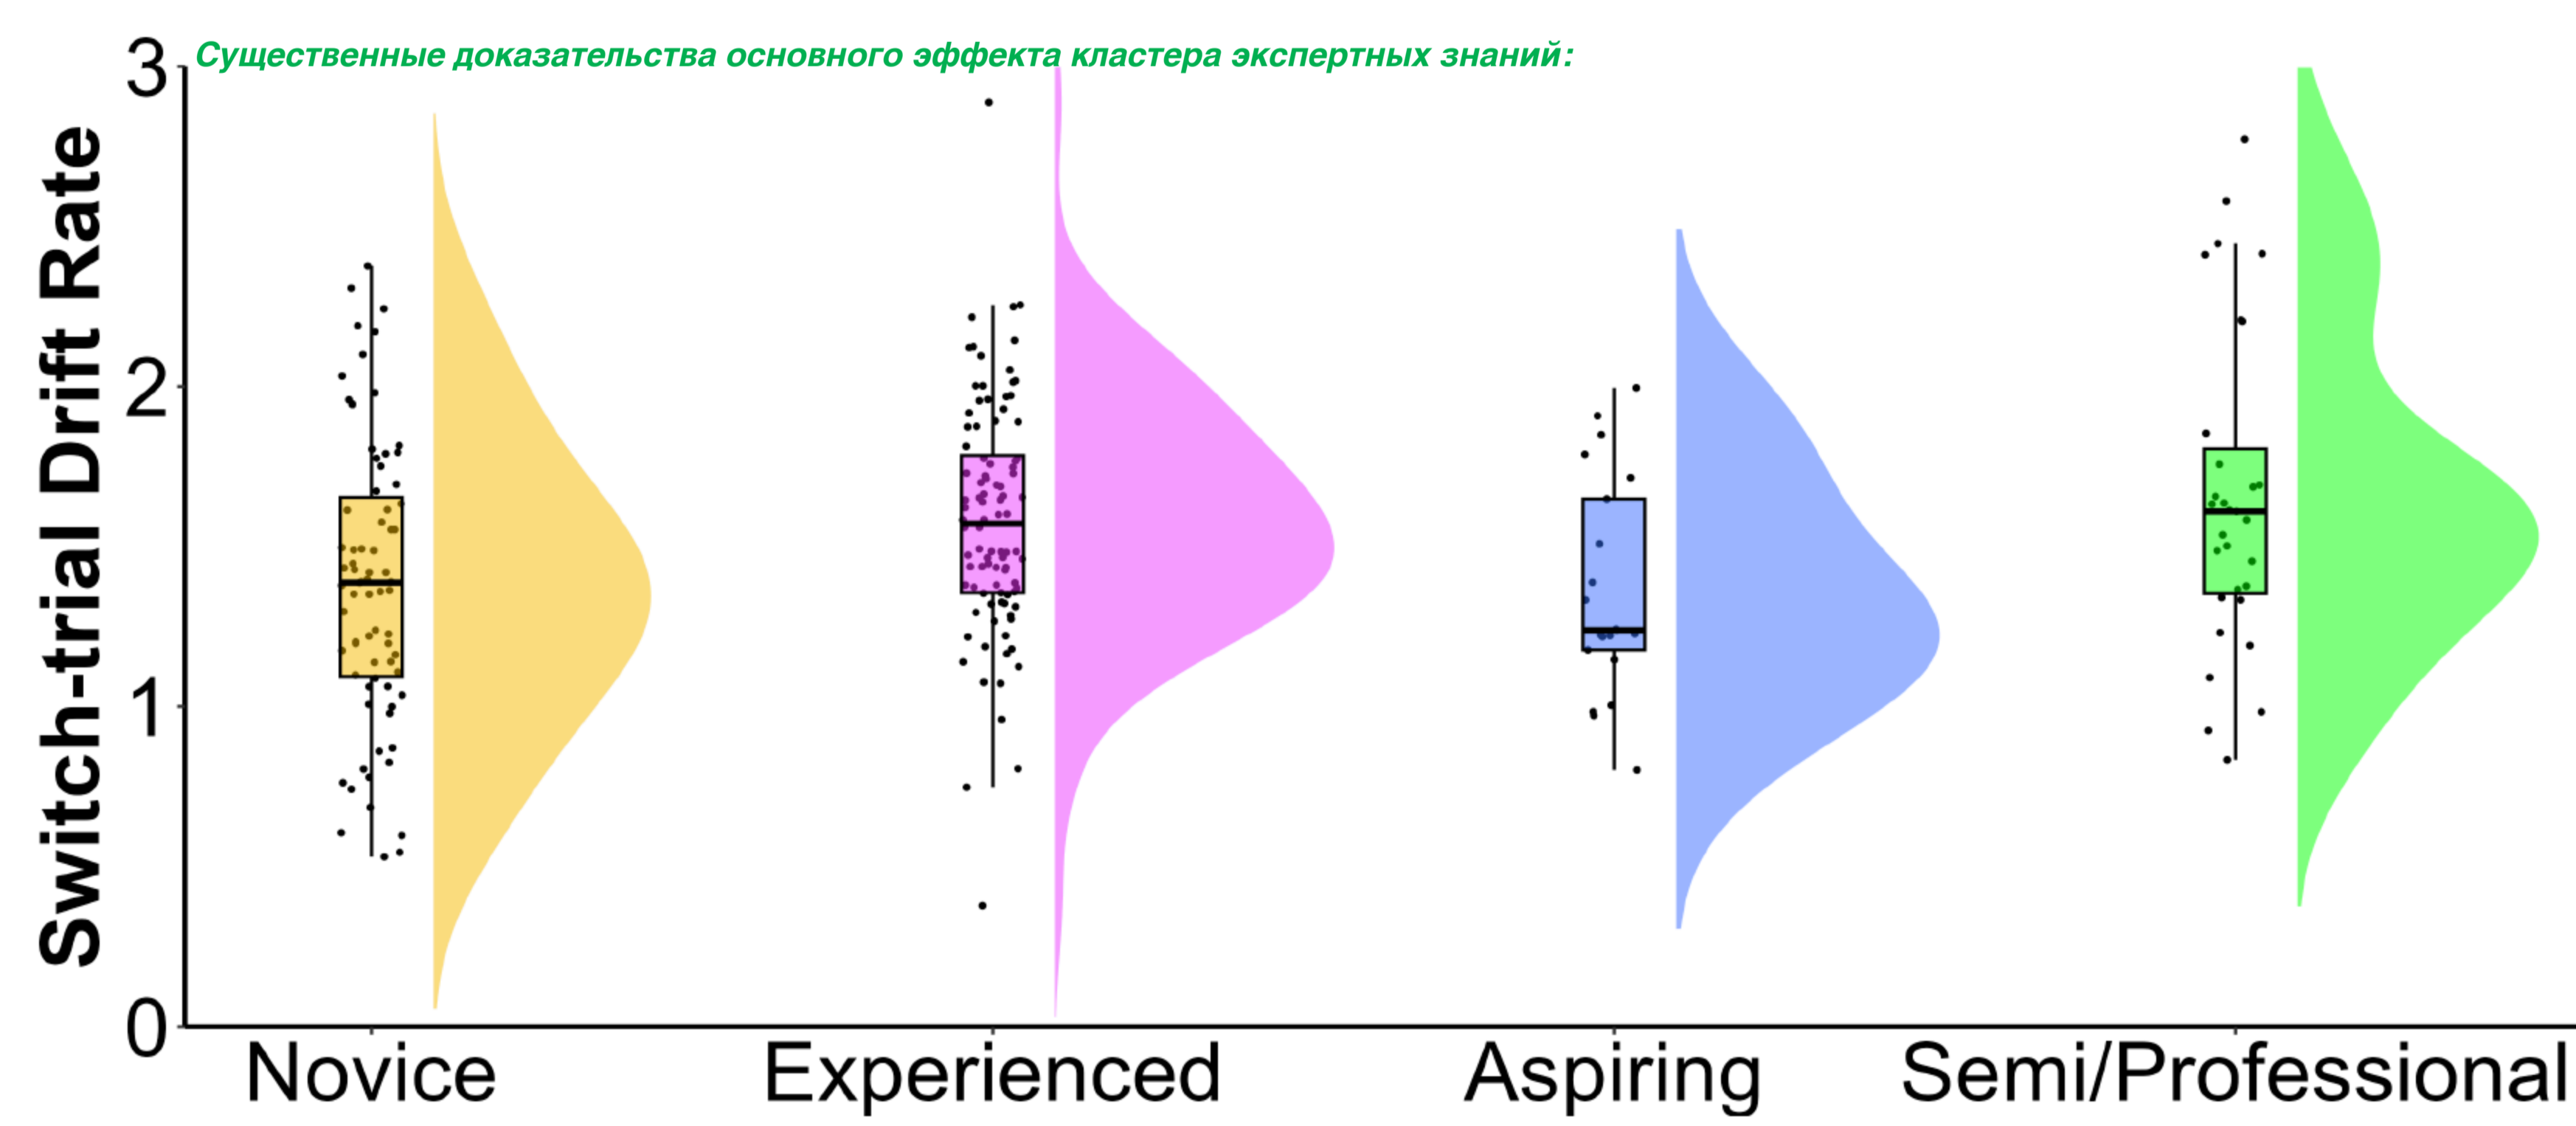 Существенные доказательства основного эффекта кластера экспертных знаний:
Switch-trial Drift Rate
3
2
1
0
Novice Experienced Aspiring Semi/Professional